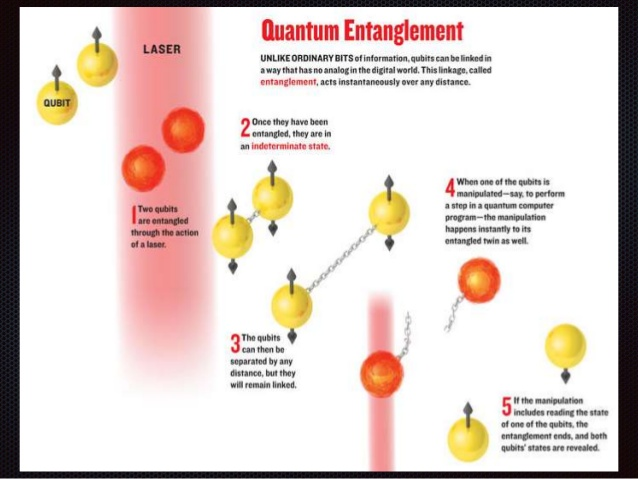 Quantum Entanglement
UNLIKE ORDINARY BITS of information, qubits can be linked in
a way that has no analog in the digital world. This linkage, called
entanglement, acts instantaneously over any distance.
LASER
QUBIT
1 Two qubits
are entangled
through the action
of a laser.
2 Once they have been
entangled, they are in
an indeterminate state.
3 The qubits
can then be
separated by any
distance, but they
will remain linked.
4 When one of the qubits is
manipulated—say, to perform
a step in a quantum computer
program—the manipulation
happens instantly to its
entangled twin as well.
5 If the manipulation
includes reading the state
of one of the qubits, the
entanglement ends, and both
qubits' states are revealed.